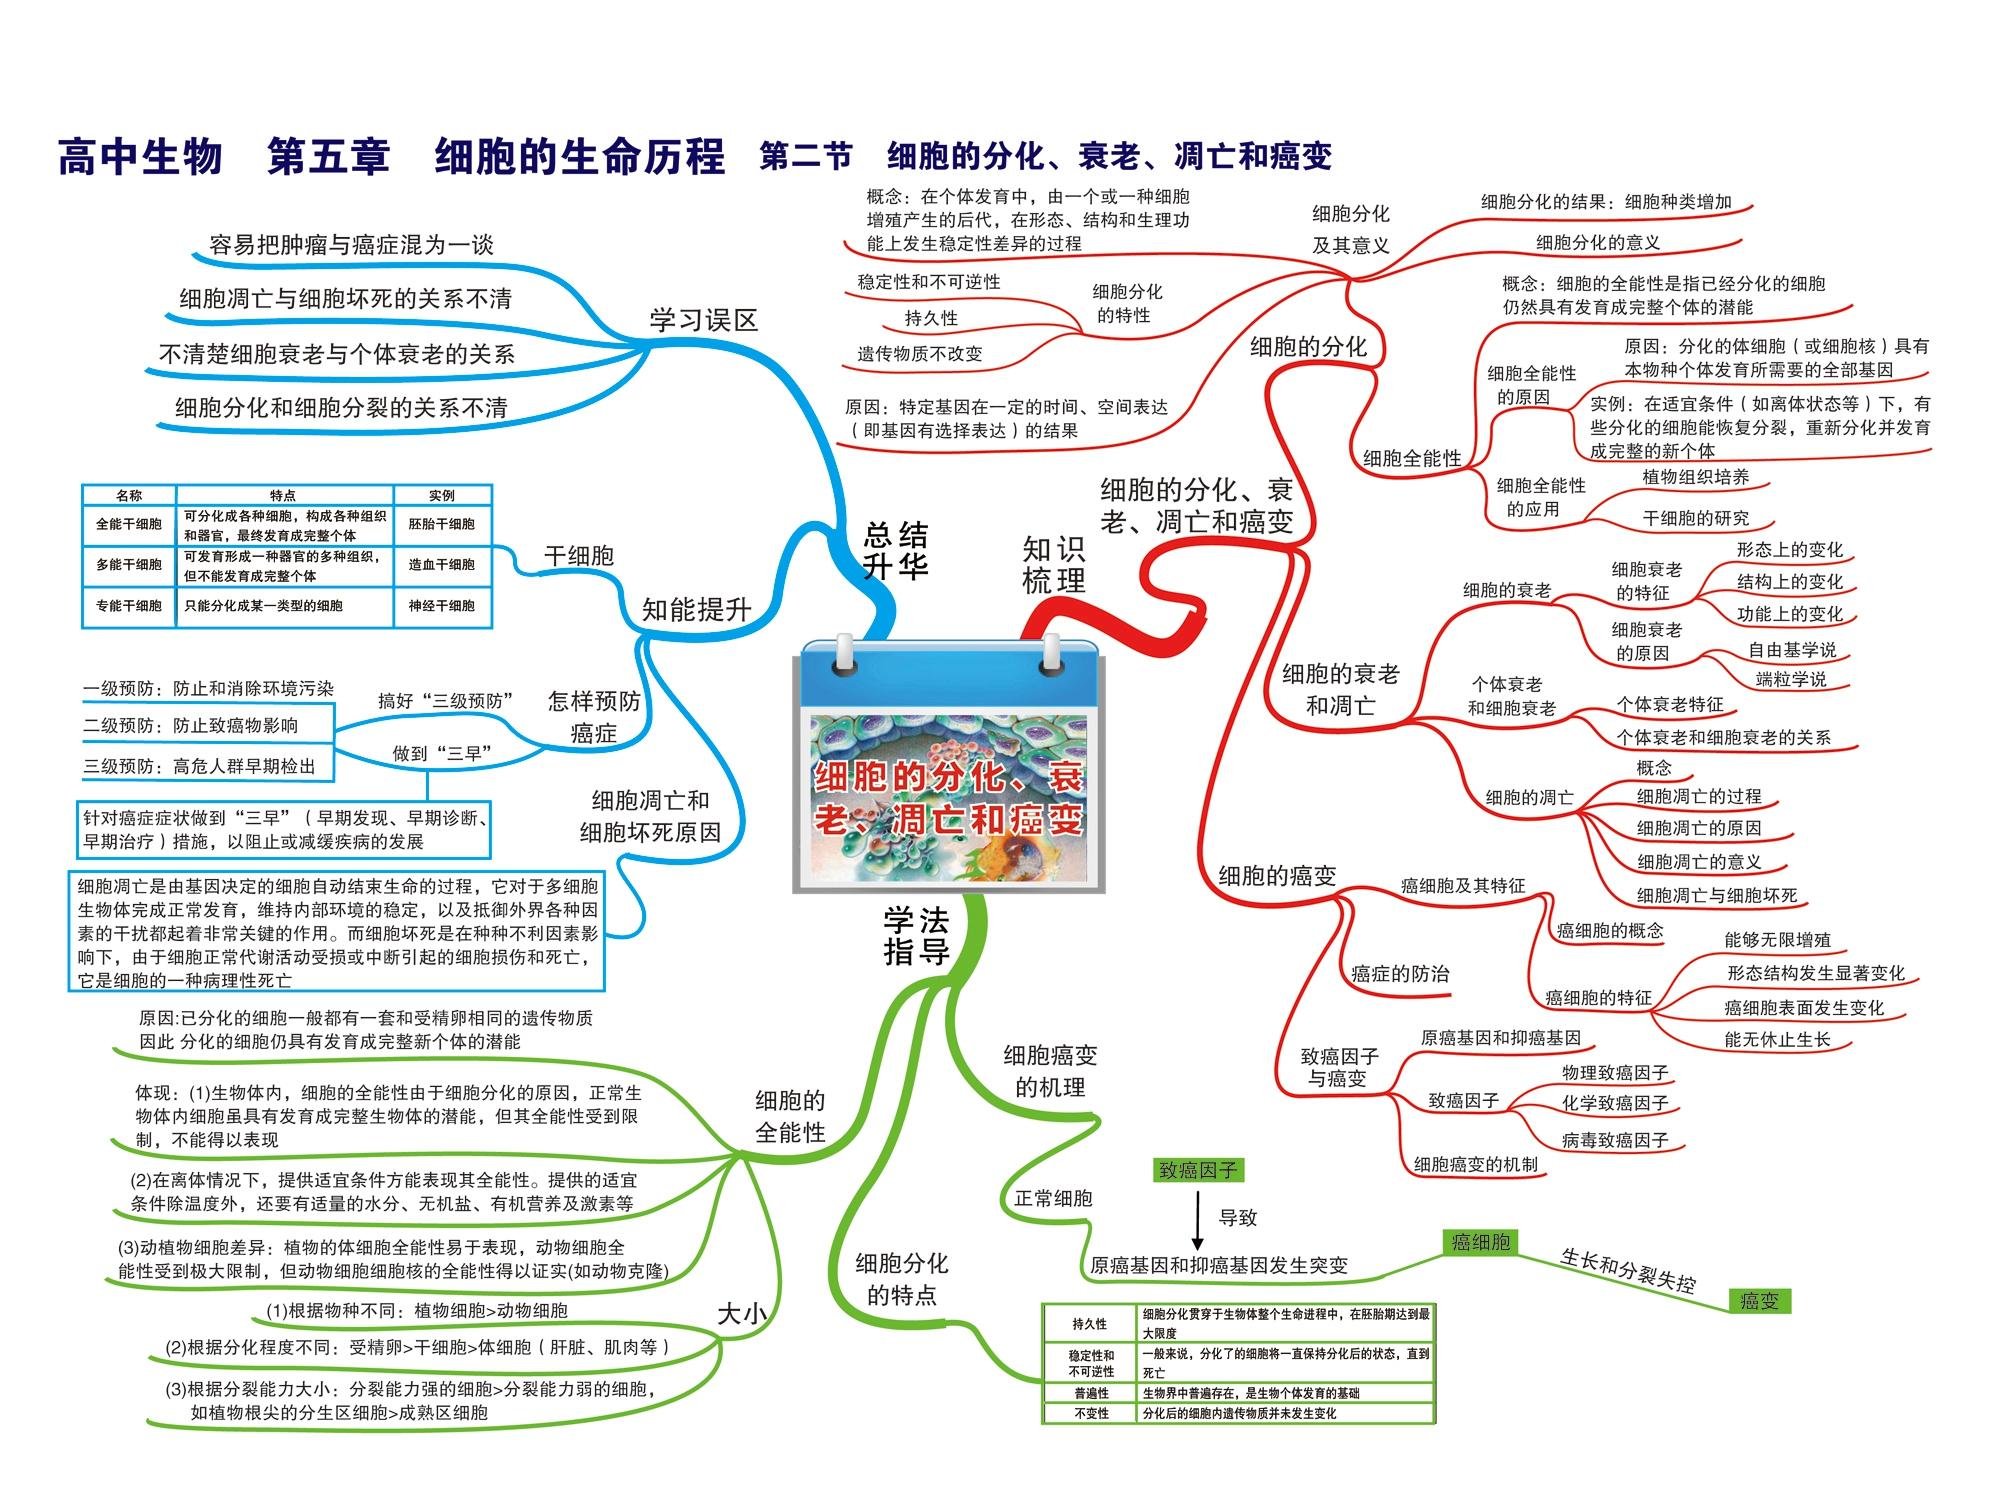 高中生物 第五章 细胞的生命历程 第二节 细胞的分化、衰老、凋亡和癌变
容易把肿瘤与癌症混为一谈
细胞凋亡与细胞坏死的关系不清
不清楚细胞衰老与个体衰老的关系
细胞分化和细胞分裂的关系不清
学习误区
名称 特点 实例
全能干细胞 可分化成各种细胞，构成各种组织
和器官，最终发育成完整个体 胚胎干细胞
多能干细胞 可发育形成一种器官的多种组织，
但不能发育成完整个体 造血干细胞
专能干细胞 只能分化成某一类型的细胞 神经干细胞
干细胞
知能提升
总结
升华
一级预防：防止和消除环境污染
二级预防：防止致癌物影响
三级预防：高危人群早期检出
搞好“三级预防”
做到“三早”
怎样预防
癌症
针对癌症症状做到“三早”（早期发现、早期诊断、
早期治疗）措施，以阻止或减缓疾病的发展
细胞凋亡和
细胞坏死原因
细胞凋亡是由基因决定的细胞自动结束生命的过程，它对于多细胞
生物体完成正常发育，维持内部环境的稳定，以及抵御外界各种因
素的干扰都起着非常关键的作用。而细胞坏死是在种种不利因素影
响下，由于细胞正常代谢活动受损或中断引起的细胞损伤和死亡，
它是细胞的一种病理性死亡
细胞的分化、衰
老、凋亡和癌变
知识
梳理
细胞的分化、衰
老、凋亡和癌变
细胞的分化
细胞分化
及其意义
概念：在个体发育中，由一个或一种细胞
增殖产生的后代，在形态、结构和生理功
能上发生稳定性差异的过程
稳定性和不可逆性
持久性
遗传物质不改变
细胞分化
的特性
原因：特定基因在一定的时间、空间表达
（即基因有选择表达）的结果
细胞分化的结果：细胞种类增加
细胞分化的意义
细胞全能性
概念：细胞的全能性是指已经分化的细胞
仍然具有发育成完整个体的潜能
细胞全能性
的原因
原因：分化的体细胞（或细胞核）具有
本物种个体发育所需要的全部基因
实例：在适宜条件（如离体状态等）下，有
些分化的细胞能恢复分裂，重新分化并发育
成完整的新个体
细胞全能性
的应用
植物组织培养
干细胞的研究
细胞的衰老
和凋亡
细胞的衰老
细胞衰老
的特征
形态上的变化
结构上的变化
功能上的变化
细胞衰老
的原因
自由基学说
端粒学说
个体衰老
和细胞衰老
个体衰老特征
个体衰老和细胞衰老的关系
细胞的凋亡
概念
细胞凋亡的过程
细胞凋亡的原因
细胞凋亡的意义
细胞凋亡与细胞坏死
细胞的癌变
癌细胞及其特征
癌细胞的概念
癌细胞的特征
能够无限增殖
形态结构发生显著变化
癌细胞表面发生变化
能无休止生长
癌症的防治
致癌因子
与癌变
原癌基因和抑癌基因
致癌因子
物理致癌因子
化学致癌因子
病毒致癌因子
细胞癌变的机制
学法
指导
原因:已分化的细胞一般都有一套和受精卵相同的遗传物质
因此 分化的细胞仍具有发育成完整新个体的潜能
体现：(1)生物体内，细胞的全能性由于细胞分化的原因，正常生
物体内细胞虽具有发育成完整生物体的潜能，但其全能性受到限
制，不能得以表现
(2)在离体情况下，提供适宜条件方能表现其全能性。提供的适宜
条件除温度外，还要有适量的水分、无机盐、有机营养及激素等
(3)动植物细胞差异：植物的体细胞全能性易于表现，动物细胞全
能性受到极大限制，但动物细胞细胞核的全能性得以证实(如动物克隆)
细胞的
全能性
大小
(1)根据物种不同：植物细胞>动物细胞
(2)根据分化程度不同：受精卵>干细胞>体细胞（肝脏、肌肉等）
(3)根据分裂能力大小：分裂能力强的细胞>分裂能力弱的细胞，
如植物根尖的分生区细胞>成熟区细胞
细胞分化
的特点
持久性 细胞分化贯穿于生物体整个生命进程中，在胚胎期达到最
大限度
稳定性和
不可逆性 一般来说，分化了的细胞将一直保持分化后的状态，直到
死亡
普遍性 生物界中普遍存在，是生物个体发育的基础
不变性 分化后的细胞内遗传物质并未发生变化
细胞癌变
的机理
正常细胞
致癌因子
导致
原癌基因和抑癌基因发生突变
癌细胞
生长和分裂失控
癌变